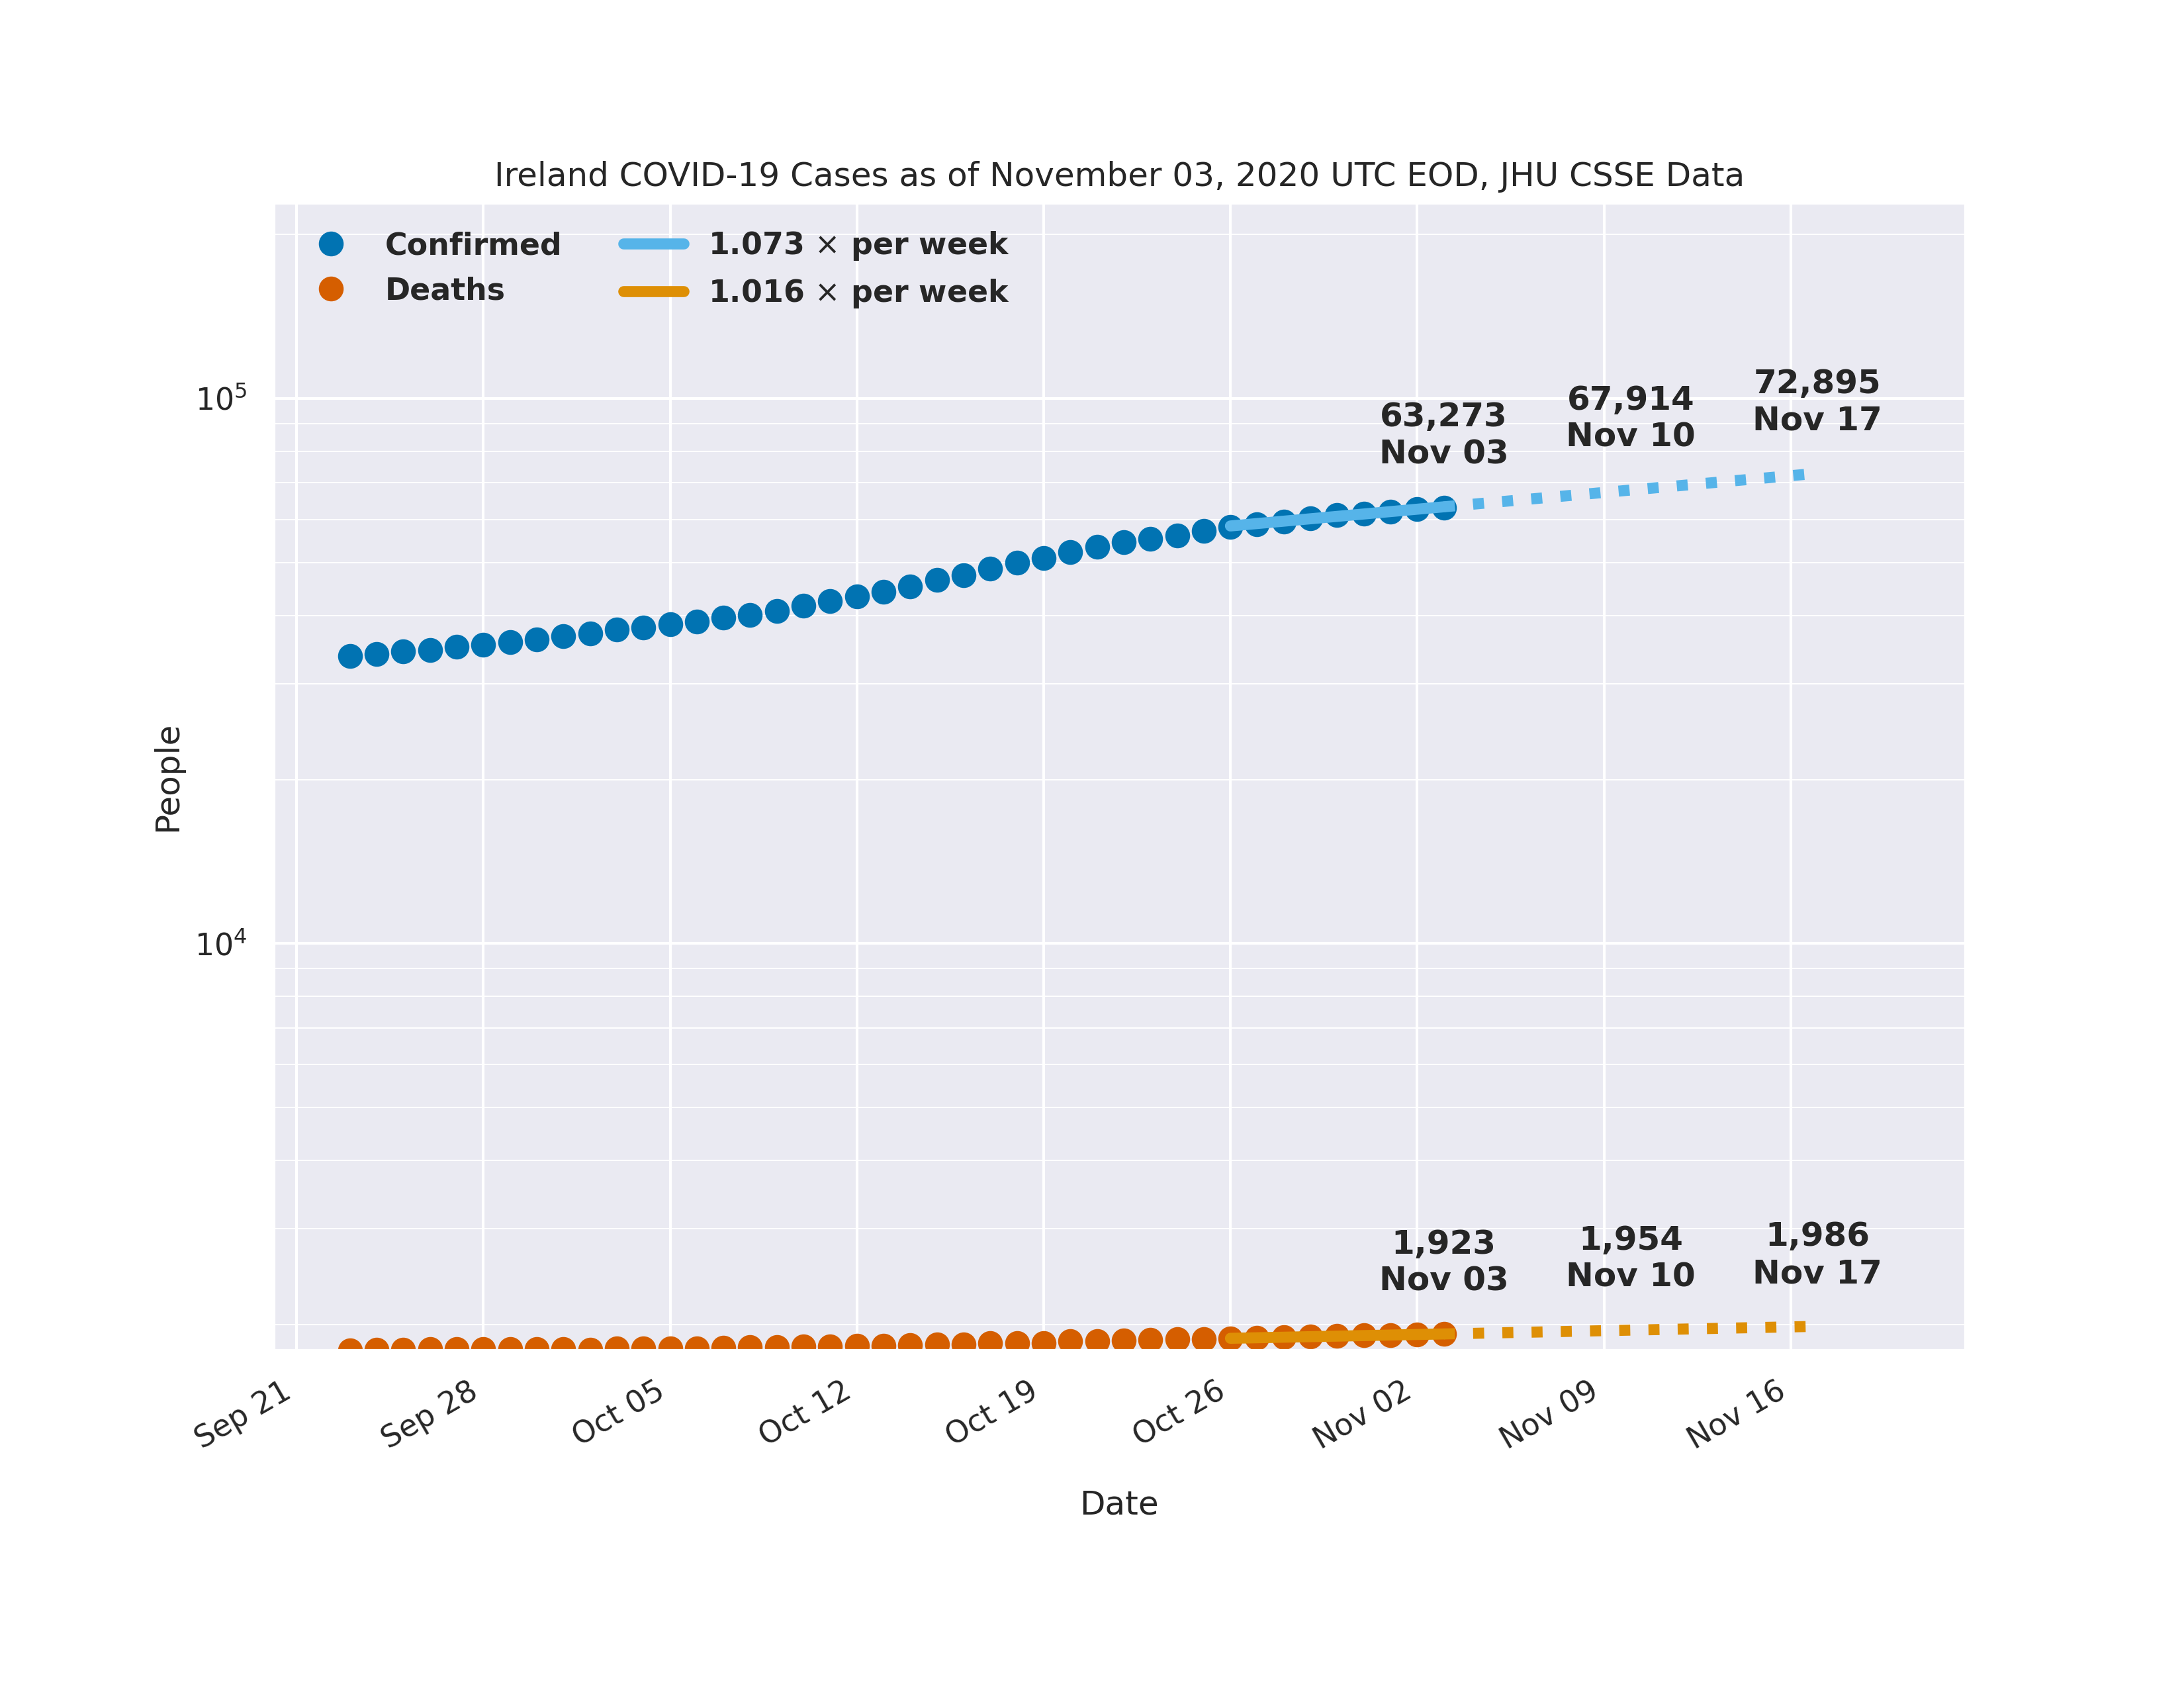 Ireland COVID-19 Cases as of November 03, 2020 UTC EOD, JHU CSSE Data
Confirmed
Deaths
1.073 × per week
1.016 × per week
72,895
Nov 17
67,914
Nov 10
63,273
Nov 03
10⁵
10⁴
People
1,923
Nov 03
1,954
Nov 10
1,986
Nov 17
Sep 21
Sep 28
Oct 05
Oct 12
Oct 19
Oct 26
Nov 02
Nov 09
Nov 16
Date